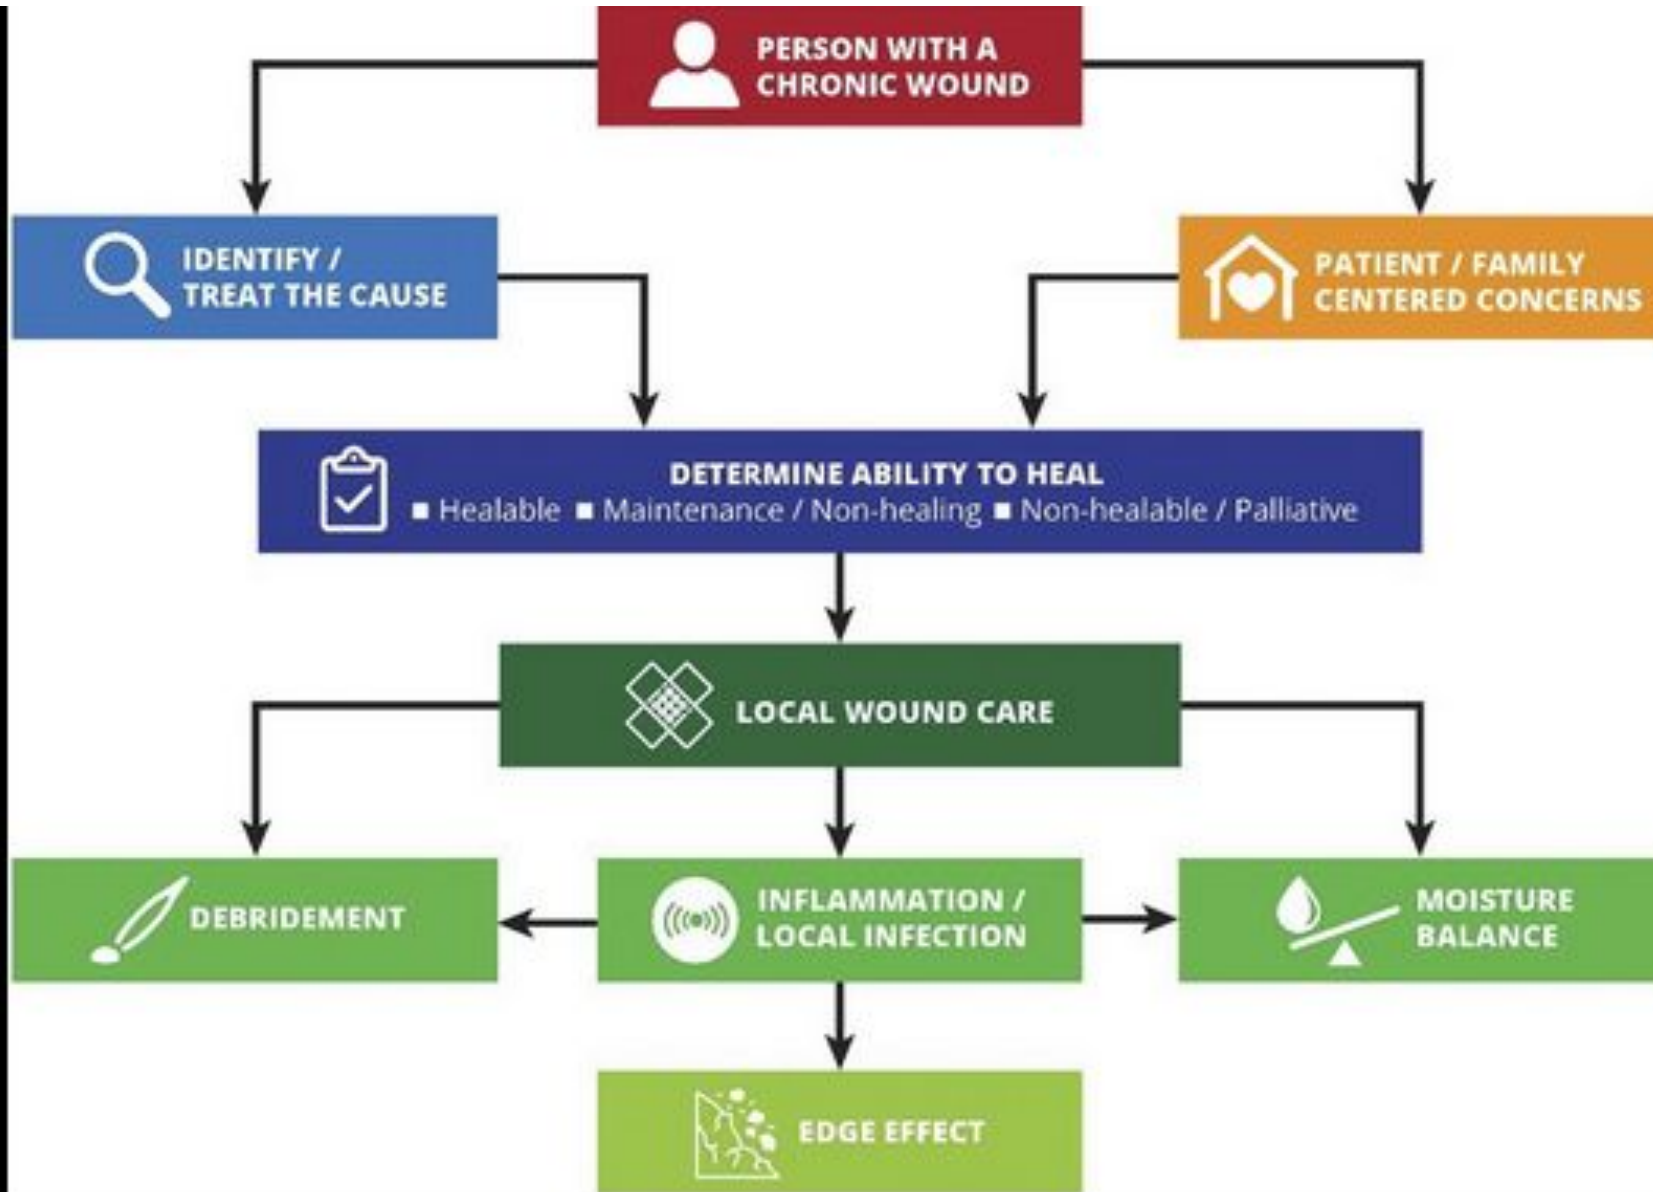 PERSON WITH A
CHRONIC WOUND
IDENTIFY /
TREAT THE CAUSE
PATIENT / FAMILY
CENTERED CONCERNS
DETERMINE ABILITY TO HEAL
■ Healable ■ Maintenance / Non-healing ■ Non-healable / Palliative
LOCAL WOUND CARE
DEBRIDEMENT
INFLAMMATION /
LOCAL INFECTION
MOISTURE
BALANCE
EDGE EFFECT